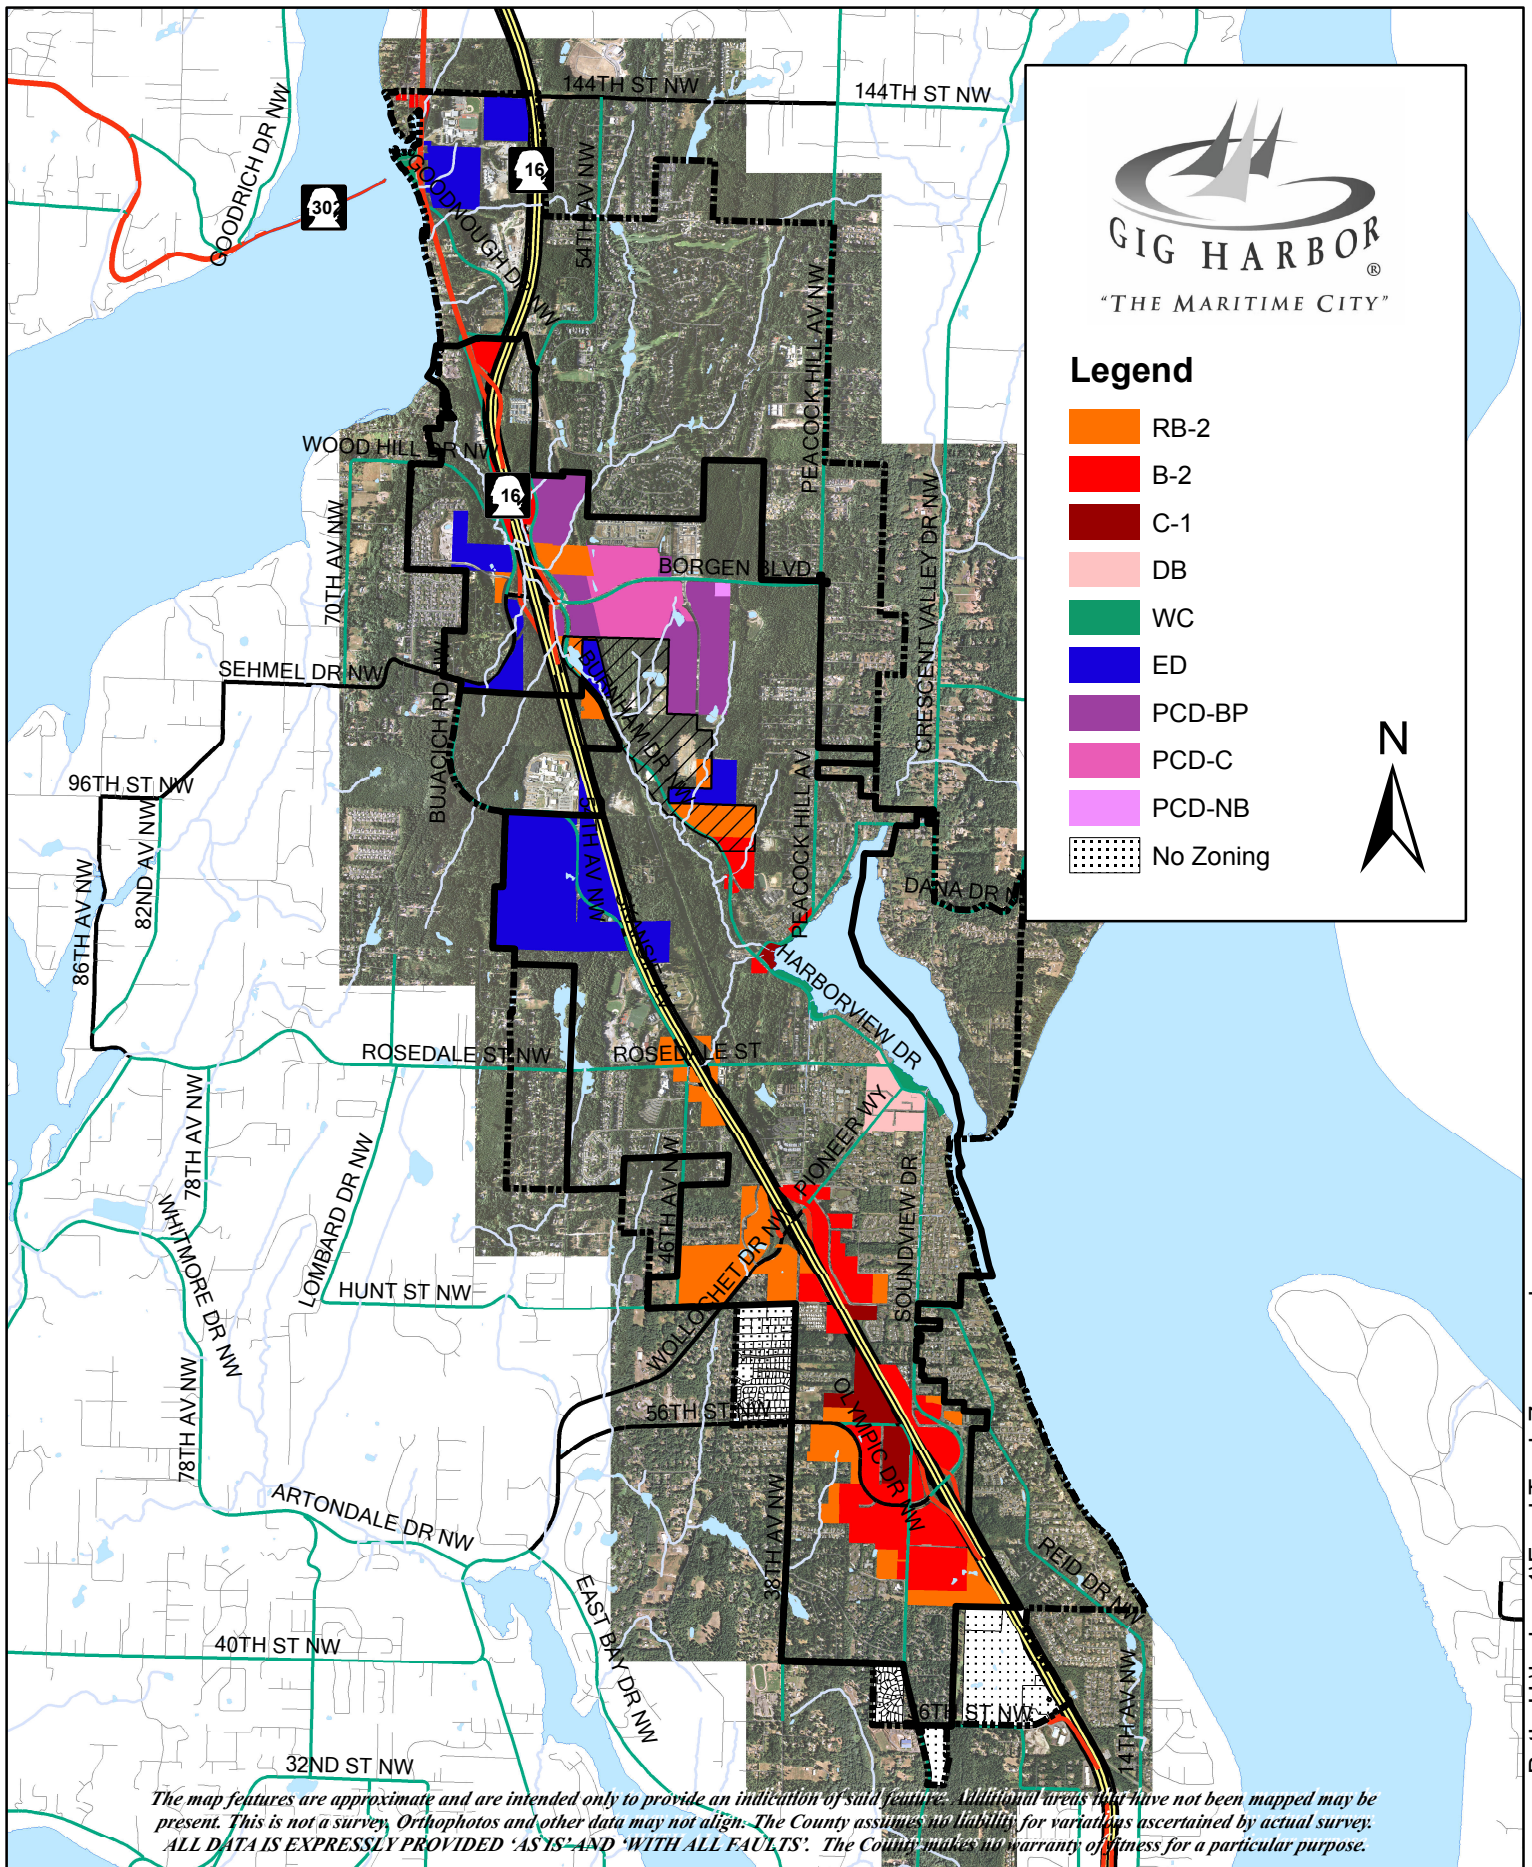 144TH ST NW
144TH ST NW
GOODRICH DR NW
302
16
GOODNOUGH DR NW
54TH AV NW
PEACOCK HILL AV NW
GIG HARBOR
®
"THE MARITIME CITY"
Legend
RB-2
B-2
C-1
DB
WC
ED
PCD-BP
PCD-C
PCD-NB
No Zoning
N
WOOD HILL DR NW
16
70TH AV NW
BORGEN BLVD
CRESCENT VALLEY DR NW
SEHMEL DR NW
BUJACICH RD NW
BURNHAM DR NW
96TH ST NW
82ND AV NW
86TH AV NW
PEACOCK HILL AV
DANA DR N
HARBORVIEW DR
ROSEDALE ST NW
ROSEDALE ST
78TH AV NW
PIONEER WY
46TH AV NW
SOUNDVIEW DR
WHITMORE DR NW
LOMBARD DR NW
HUNT ST NW
WOLLOCHET DR NW
78TH AV NW
56TH ST NW
OLYMPIC DR NW
ARTONDALE DR NW
38TH AV NW
REID DR NW
EAST BAY DR NW
40TH ST NW
36TH ST NW
14TH AV NW
32ND ST NW
The map features are approximate and are intended only to provide an indication of said feature. Additional areas that have not been mapped may be
present. This is not a survey. Orthophotos and other data may not align. The County assumes no liability for variations ascertained by actual survey.
ALL DATA IS EXPRESSLY PROVIDED 'AS IS' AND 'WITH ALL FAULTS'. The County makes no warranty of fitness for a particular purpose.